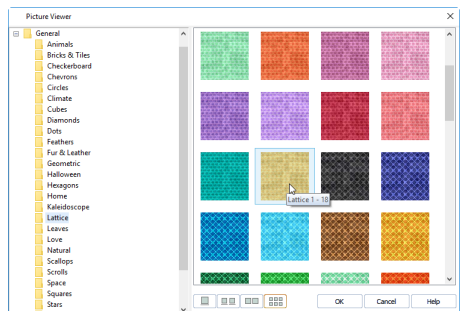 Picture Viewer
General
Animals
Bricks & Tiles
Checkerboard
Chevrons
Circles
Climate
Cubes
Diamonds
Dots
Feathers
Fur & Leather
Geometric
Halloween
Hexagons
Home
Kaleidoscope
Lattice
Leaves
Love
Natural
Scallops
Scrolls
Space
Squares
Stars
Lattice 1 - 18
OK
Cancel
Help